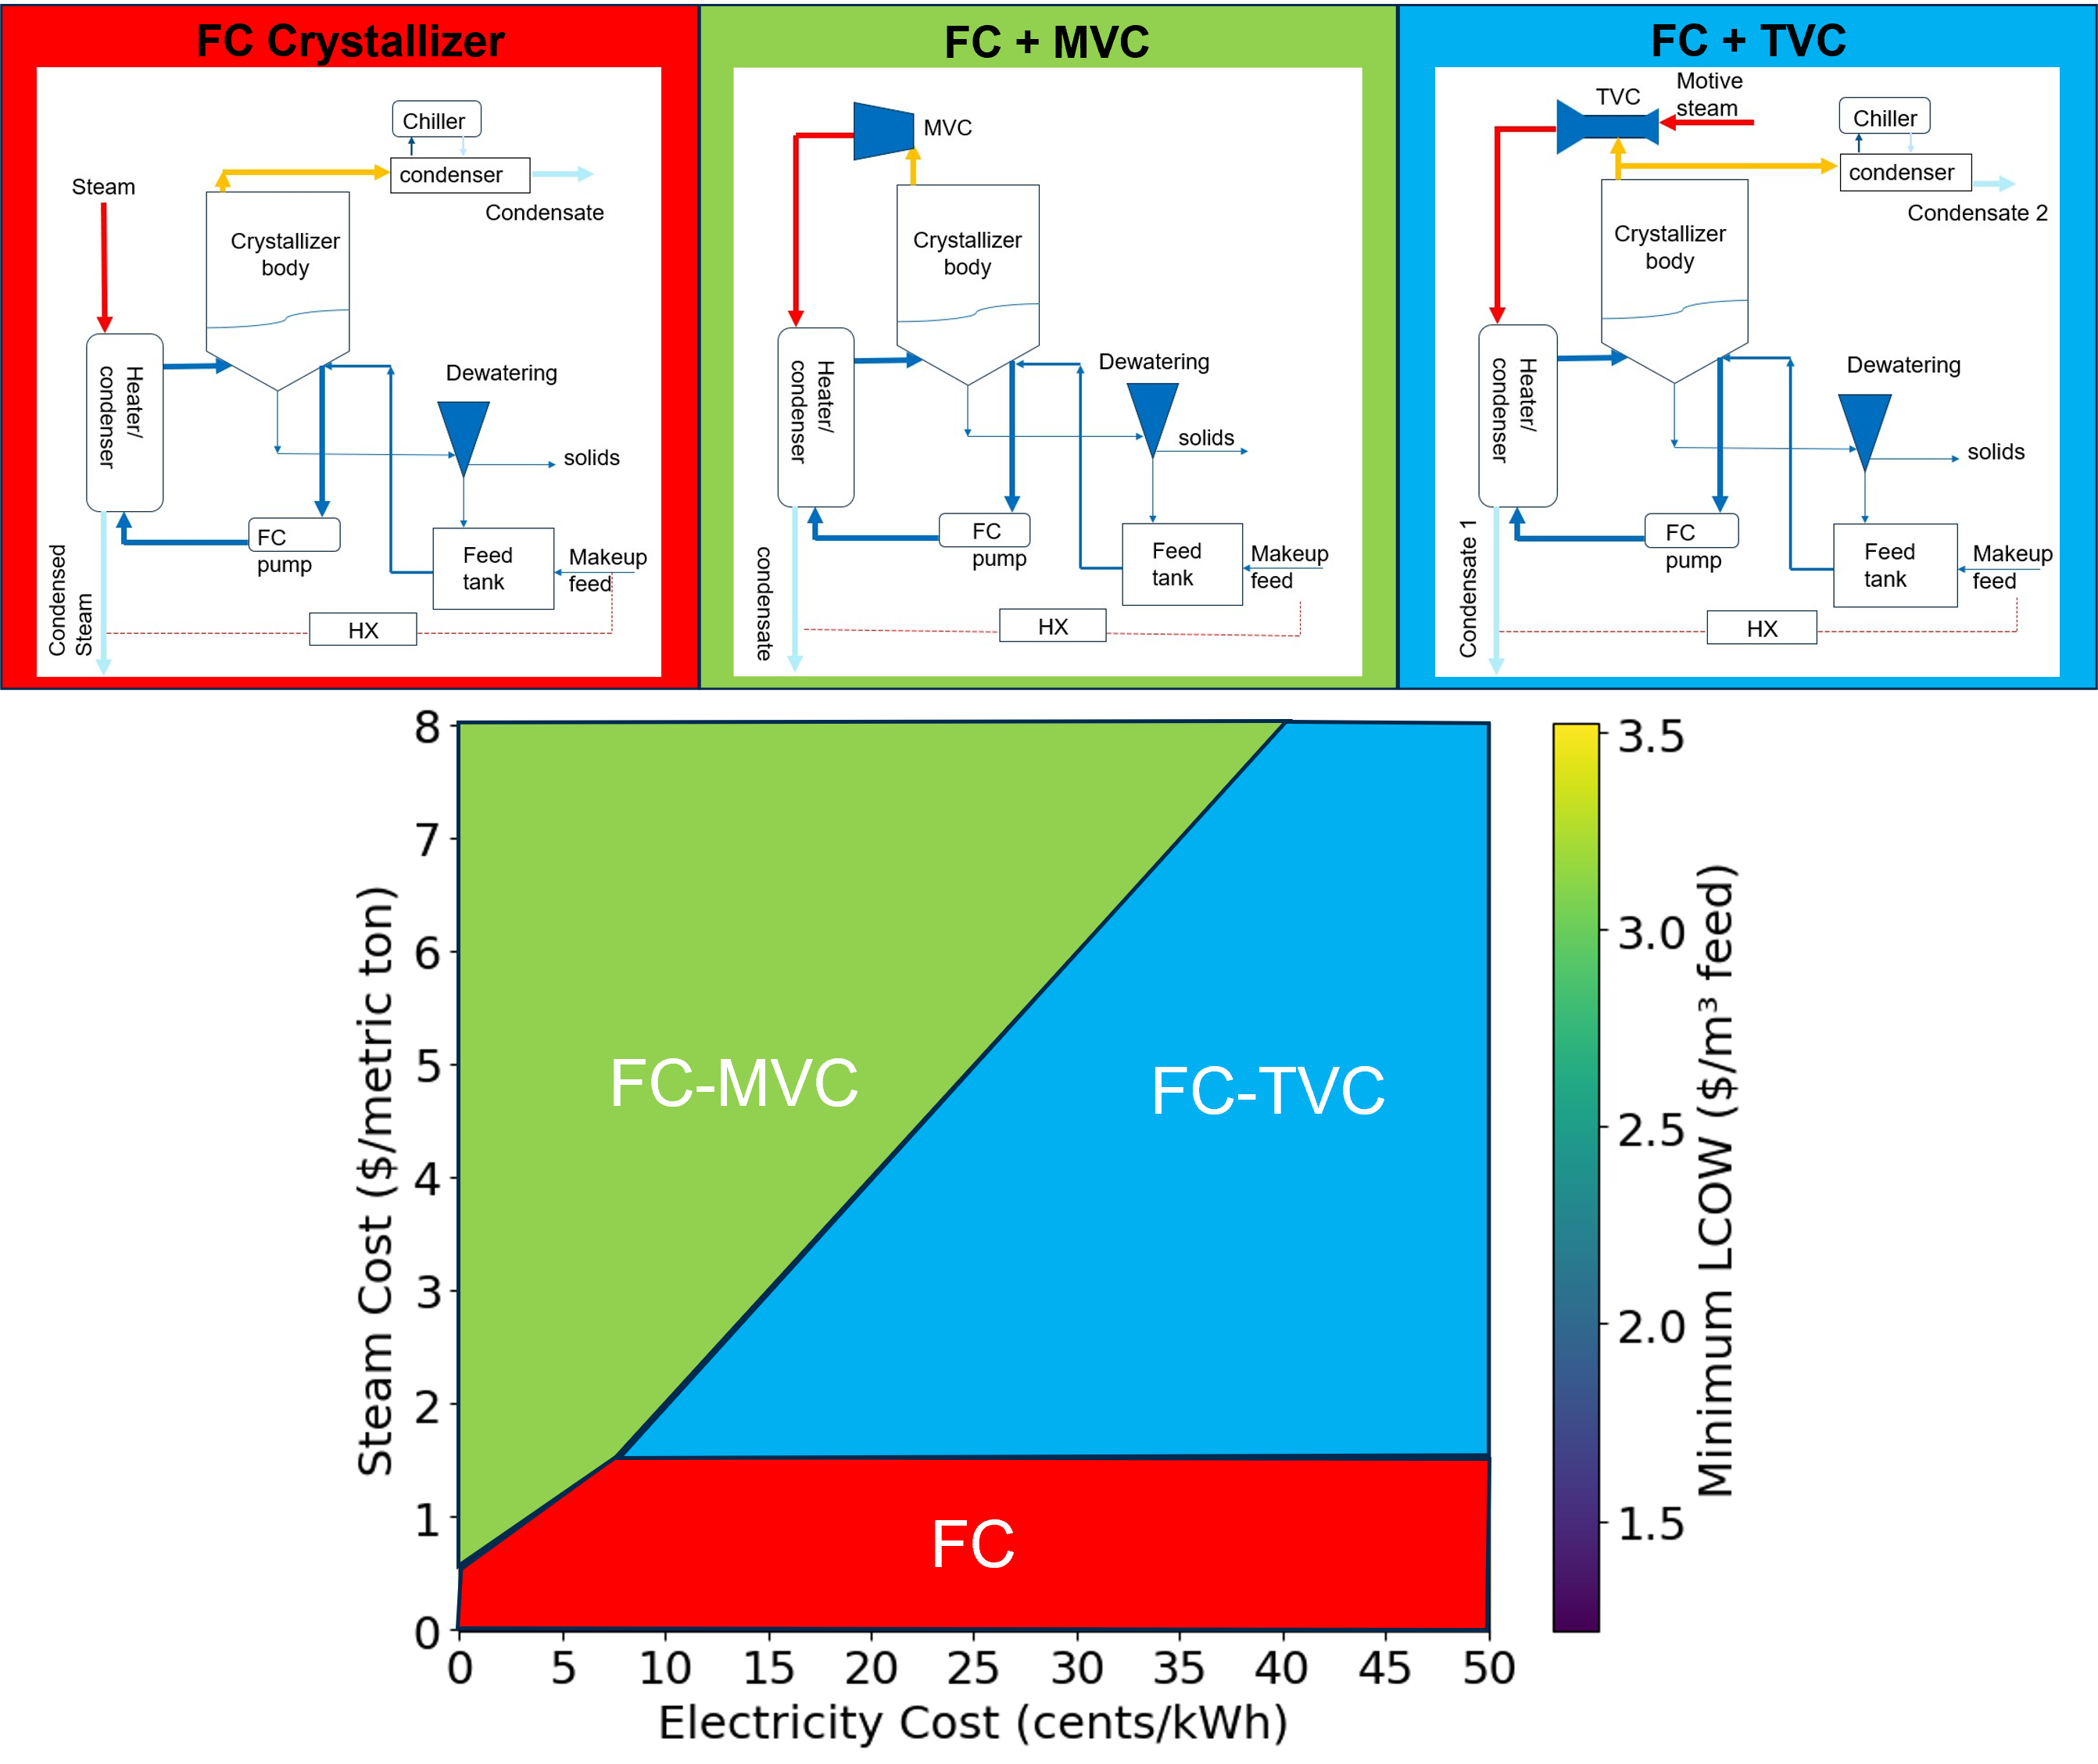 FC Crystallizer
Steam
Chiller
condenser
Condensate
Crystallizer
body
Heater/
condenser
Dewatering
solids
FC
pump
Feed
tank
Makeup
feed
Condensed
Steam
HX
FC + MVC
MVC
Crystallizer
body
Heater/
condenser
Dewatering
solids
FC
pump
Feed
tank
Makeup
feed
condensate
HX
FC + TVC
TVC
Motive
steam
Chiller
condenser
Condensate 2
Crystallizer
body
Heater/
condenser
Dewatering
solids
FC
pump
Feed
tank
Makeup
feed
Condensate 1
HX
Steam Cost ($/metric ton)
8
7
6
5
4
3
2
1
0
FC-MVC
FC-TVC
FC
0 5 10 15 20 25 30 35 40 45 50
Electricity Cost (cents/kWh)
3.5
3.0
2.5
2.0
1.5
Minimum LCOW ($/m³ feed)